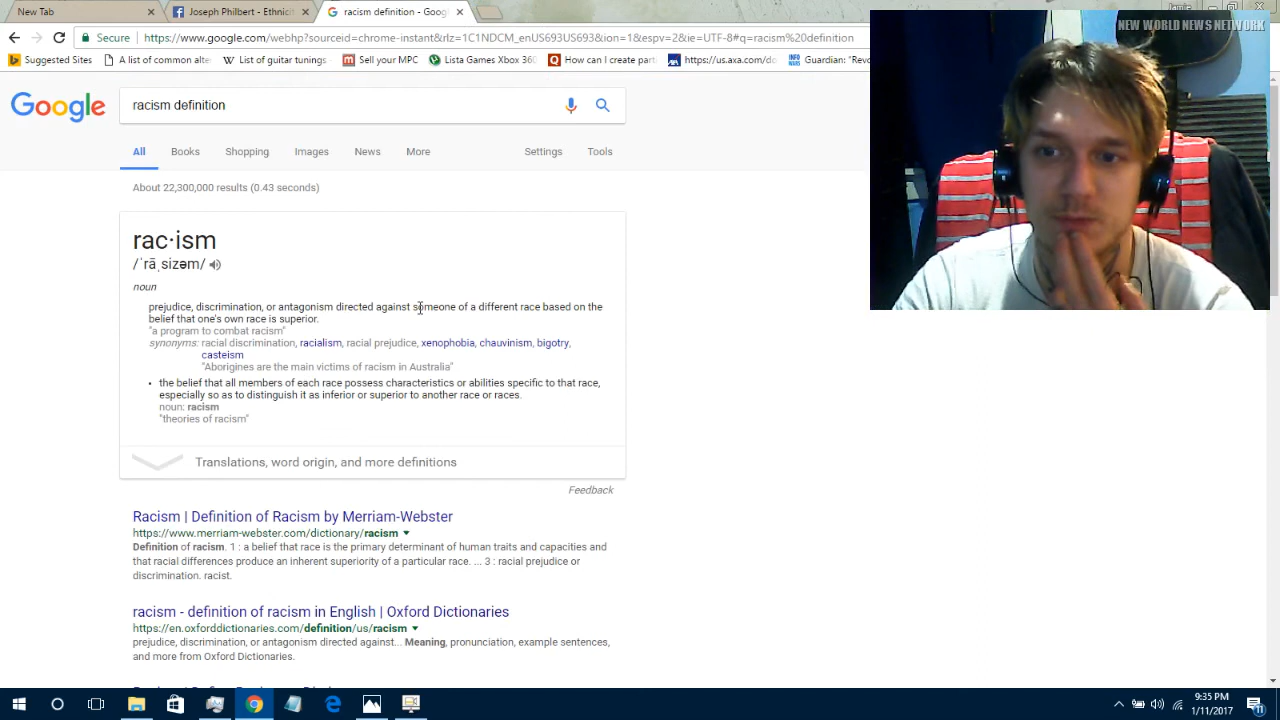 New Tab
Joseph Philbert - Ethnicit
racism definition - Goo
NEW WORLD NEWS NETWORK
Secure
https://www.google.com/webhp?sourceid=chrome-instant&rlz=1C1NDCM_enUS693US693&ion=1&espv=2&ie=UTF-8#q=racism%20definition
Suggested Sites
A list of common alte
List of guitar tunings
Sell your MPC
Lista Games Xbox 360
How can I create parti
https://us.axa.com/do
Guardian: "Revo
Google
racism definition
All
Books
Shopping
Images
News
More
Settings
Tools
About 22,300,000 results (0.43 seconds)
rac·ism
/ˈrāˌsizəm/
noun
prejudice, discrimination, or antagonism directed against someone of a different race based on the
belief that one's own race is superior.
"a program to combat racism"
synonyms: racial discrimination, racialism, racial prejudice, xenophobia, chauvinism, bigotry,
casteism
"Aborigines are the main victims of racism in Australia"
• the belief that all members of each race possess characteristics or abilities specific to that race,
especially so as to distinguish it as inferior or superior to another race or races.
noun: racism
"theories of racism"
Translations, word origin, and more definitions
Feedback
Racism | Definition of Racism by Merriam-Webster
https://www.merriam-webster.com/dictionary/racism
Definition of racism. 1 : a belief that race is the primary determinant of human traits and capacities and
that racial differences produce an inherent superiority of a particular race. ... 3 : racial prejudice or
discrimination. racist.
racism - definition of racism in English | Oxford Dictionaries
https://en.oxforddictionaries.com/definition/us/racism
prejudice, discrimination, or antagonism directed against... Meaning, pronunciation, example sentences,
and more from Oxford Dictionaries.
9:35 PM
1/11/2017